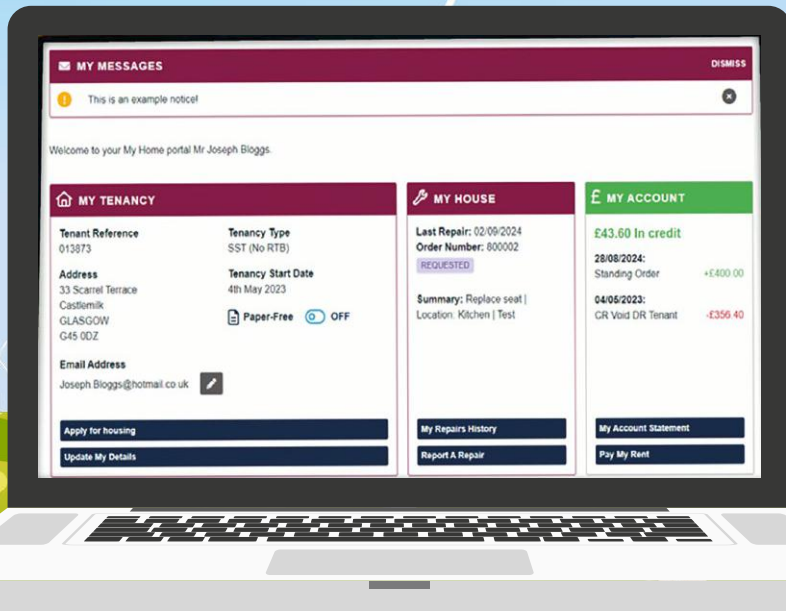 MY MESSAGES
DISMISS
This is an example notice!
Welcome to your My Home portal Mr Joseph Bloggs.
MY TENANCY
Tenant Reference
013873
Address
33 Scarrel Terrace
Castlemilk
GLASGOW
G45 0DZ
Email Address
Joseph.Bloggs@hotmail.co.uk
Tenancy Type
SST (No RTB)
Tenancy Start Date
4th May 2023
Paper-Free OFF
Apply for housing
Update My Details
MY HOUSE
Last Repair: 02/09/2024
Order Number: 800002
REQUESTED
Summary: Replace seat |
Location: Kitchen | Test
My Repairs History
Report A Repair
£ MY ACCOUNT
£43.60 In credit
28/08/2024:
Standing Order +£400.00
04/05/2023:
CR Void DR Tenant -£356.40
My Account Statement
Pay My Rent